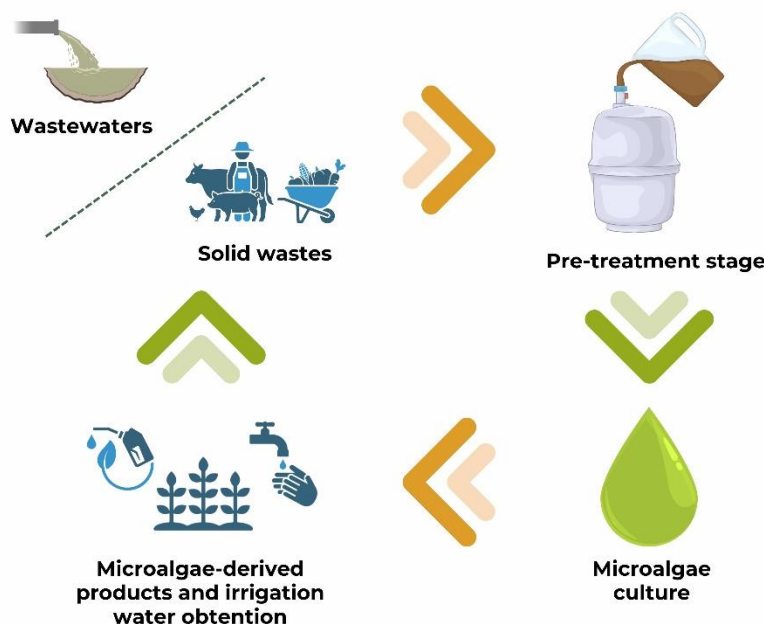 Wastewaters
Solid wastes
Pre-treatment stage
Microalgae-derived
products and irrigation
water obtention
Microalgae
culture